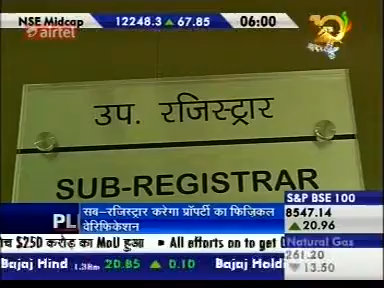 NSE Midcap 12248.3 ▲ 67.85 06:00
airtel
उप. रजिस्ट्रार
SUB-REGISTRAR
S&P BSE 100
PL
सब-रजिस्ट्रार करेगा प्रॉपर्टी का फिज़िकल
वेरिफिकेशन
8547.14
▲ 20.96
$250 करोड़ का MoU हुआ • All efforts on to get
Natural Gas
261.20
▼ 13.50
Bajaj Hind 1.38m 20.85 ▲ 0.10 Bajaj Hold